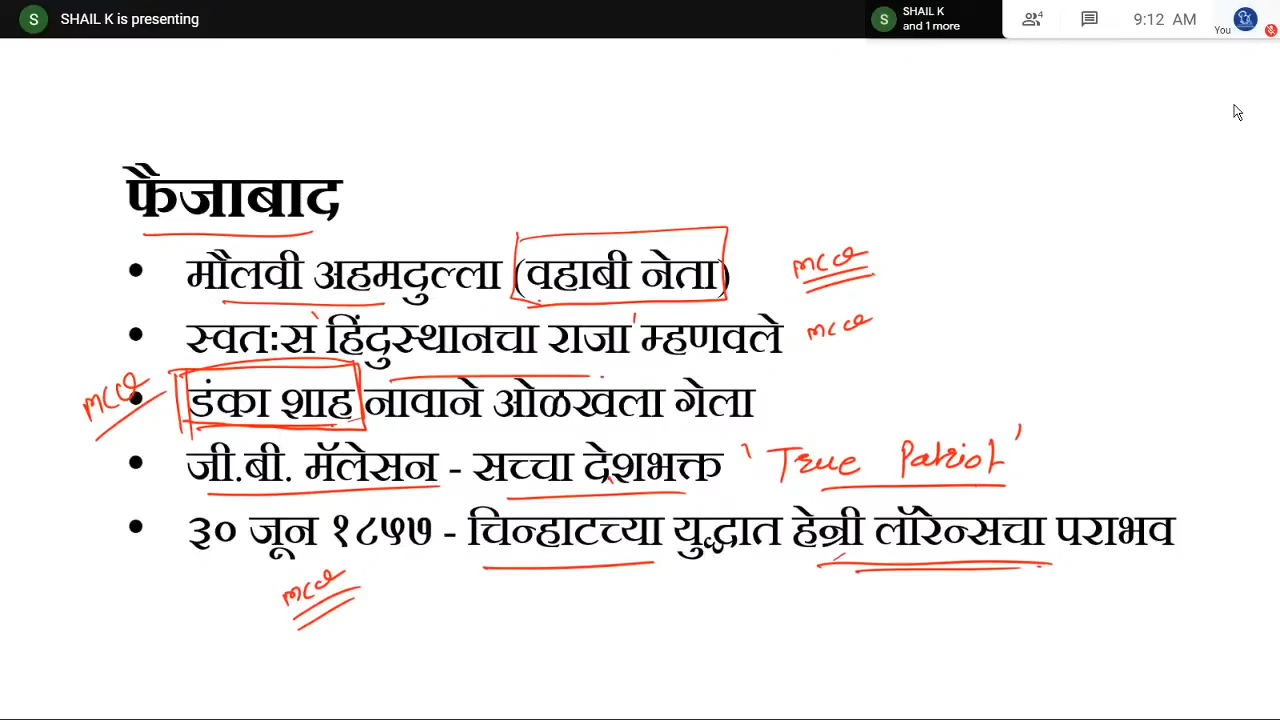 S SHAIL K is presenting
S SHAIL K and 1 more
4
9:12 AM
You
फैजाबाद
• मौलवी अहमदुल्ला (वहाबी नेता) MCQ
• स्वतःस 'हिंदुस्थानचा राजा' म्हणवले MCQ
MCQ • डंका शाह नावाने ओळखला गेला
• जी.बी. मॅलेसन - सच्चा देशभक्त 'True Patriot'
• ३० जून १८५७ - चिन्हाटच्या युद्धात हेन्री लॉरेन्सचा पराभव
MCQ